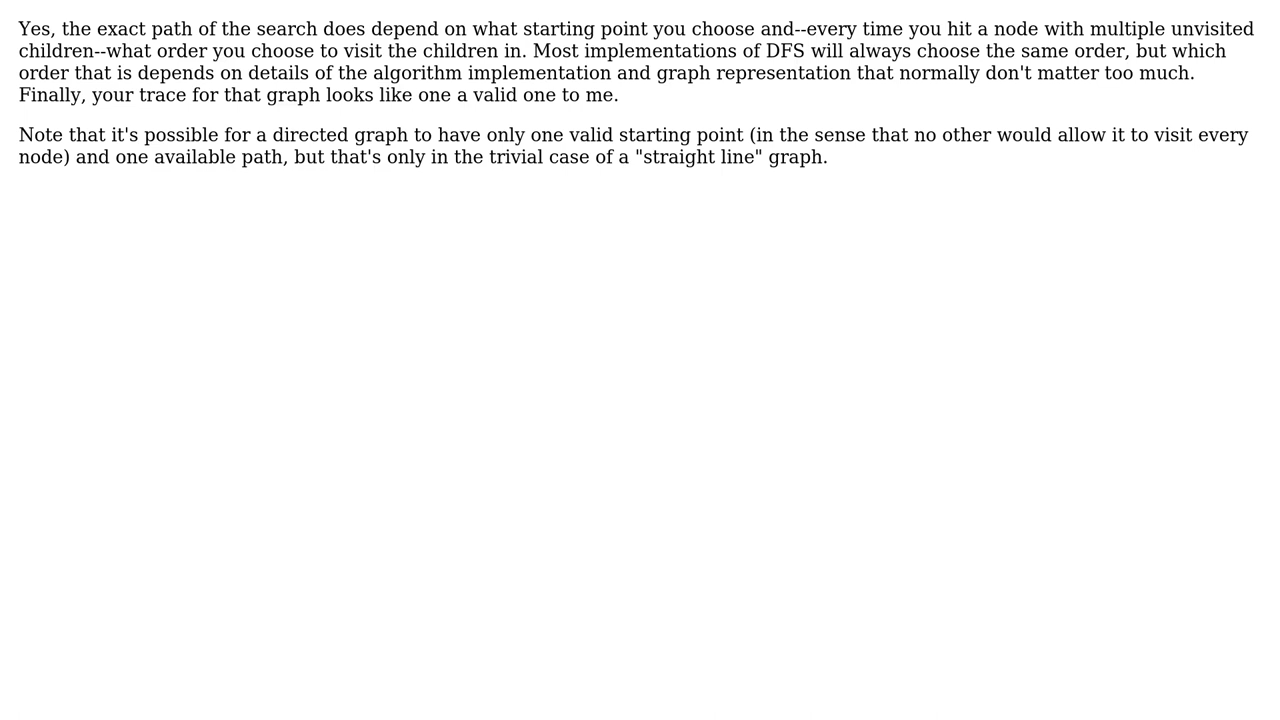 Yes, the exact path of the search does depend on what starting point you choose and--every time you hit a node with multiple unvisited
children--what order you choose to visit the children in. Most implementations of DFS will always choose the same order, but which
order that is depends on details of the algorithm implementation and graph representation that normally don't matter too much.
Finally, your trace for that graph looks like one a valid one to me.
Note that it's possible for a directed graph to have only one valid starting point (in the sense that no other would allow it to visit every
node) and one available path, but that's only in the trivial case of a "straight line" graph.